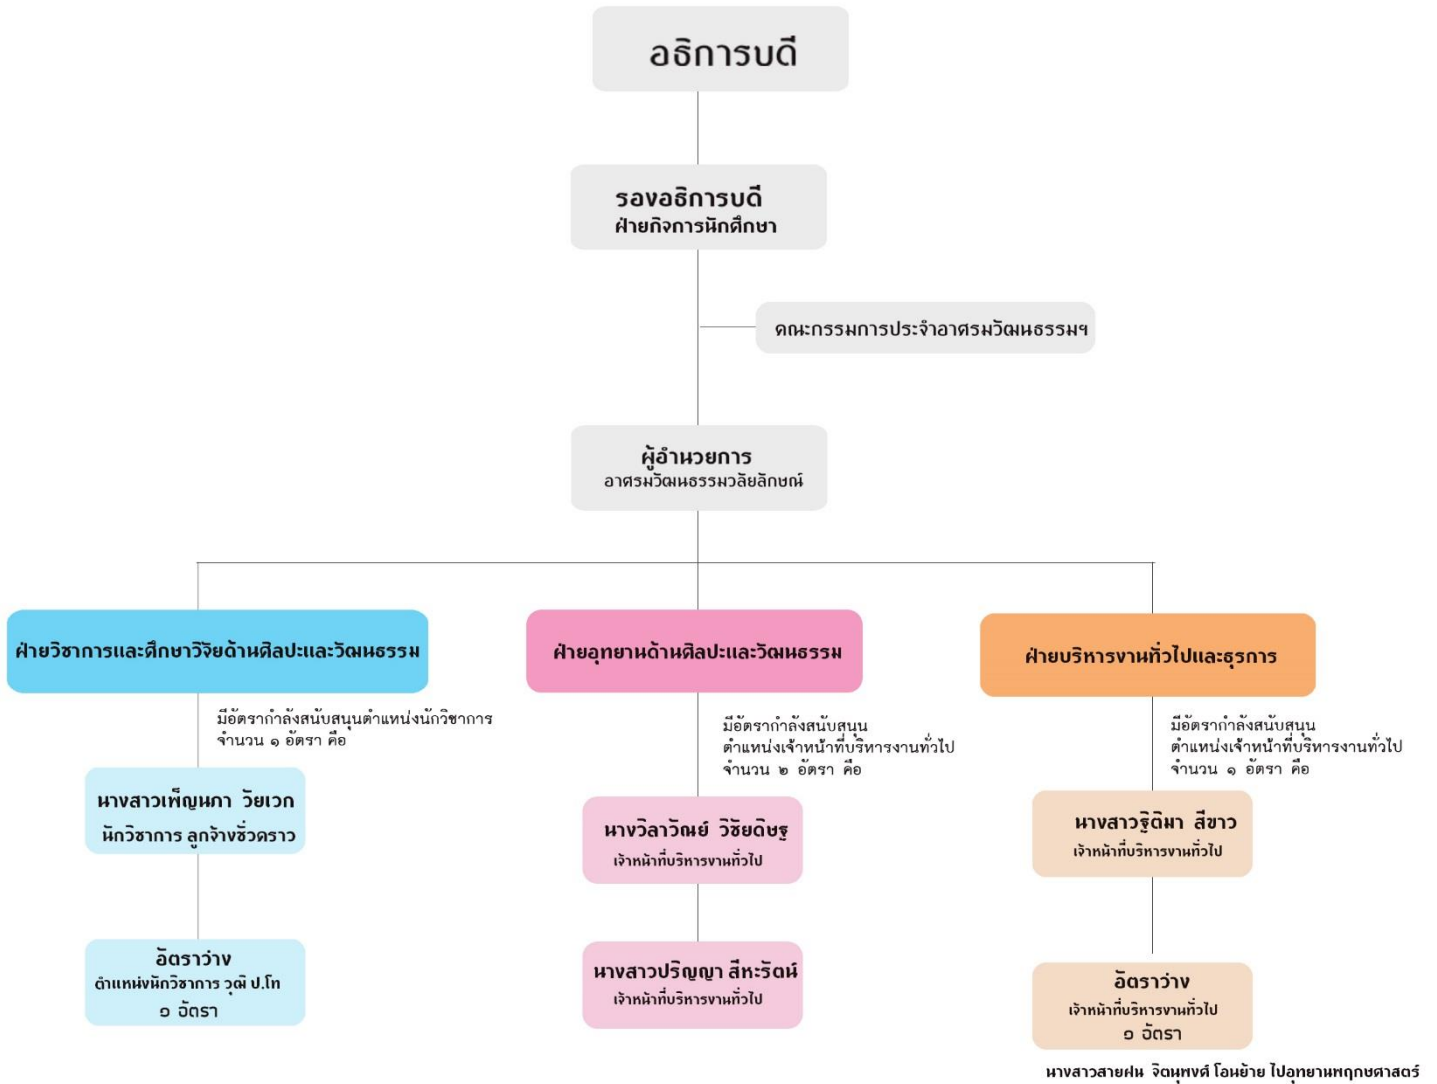 อธิการบดี
รองอธิการบดี
ฝ่ายกิจการนักศึกษา
คณะกรรมการประจำอาศรมวัฒนธรรมฯ
ผู้อำนวยการ
อาศรมวัฒนธรรมวลัยลักษณ์
ฝ่ายวิชาการและศึกษาวิจัยด้านศิลปะและวัฒนธรรม
มีอัตรากำลังสนับสนุนตำแหน่งนักวิชาการ
จำนวน ๑ อัตรา คือ
นางสาวเพ็ญนภา วัยเวก
นักวิชาการ ลูกจ้างชั่วคราว
อัตราว่าง
ตำแหน่งนักวิชาการ วุฒิ ป.โท
๑ อัตรา
ฝ่ายอุทยานด้านศิลปะและวัฒนธรรม
มีอัตรากำลังสนับสนุน
ตำแหน่งเจ้าหน้าที่บริหารงานทั่วไป
จำนวน ๒ อัตรา คือ
นางวิลาวัณย์ วิชัยดิษฐ
เจ้าหน้าที่บริหารงานทั่วไป
นางสาวปริญญา สีหะรัตน์
เจ้าหน้าที่บริหารงานทั่วไป
ฝ่ายบริหารงานทั่วไปและธุรการ
มีอัตรากำลังสนับสนุน
ตำแหน่งเจ้าหน้าที่บริหารงานทั่วไป
จำนวน ๑ อัตรา คือ
นางสาวฐิติมา สีขาว
เจ้าหน้าที่บริหารงานทั่วไป
อัตราว่าง
เจ้าหน้าที่บริหารงานทั่วไป
๑ อัตรา
นางสาวสายฝน จิตนุพงศ์ โอนย้าย ไปอุทยานพฤกษศาสตร์